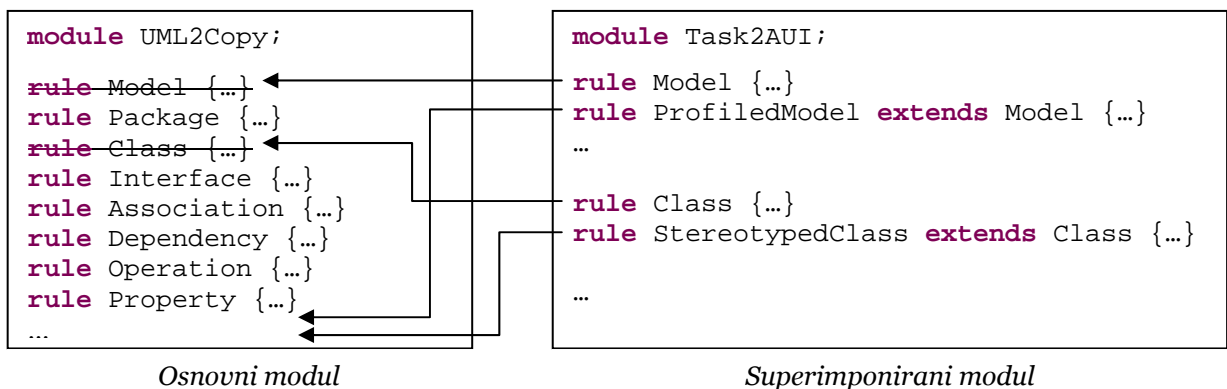 module UML2Copy;
rule Model {…}
rule Package {…}
rule Class {…}
rule Interface {…}
rule Association {…}
rule Dependency {…}
rule Operation {…}
rule Property {…}
…
Osnovni modul
module Task2AUI;
rule Model {…}
rule ProfiledModel extends Model {…}
…
rule Class {…}
rule StereotypedClass extends Class {…}
…
Superimponirani modul